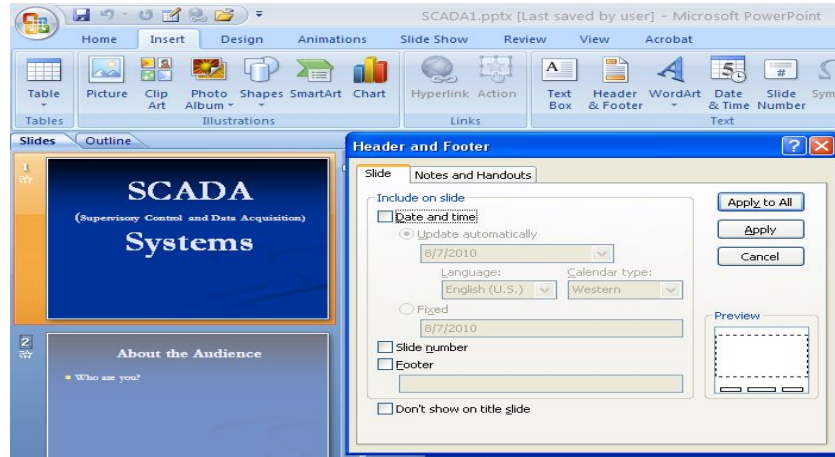 SCADA1.pptx [Last saved by user] - Microsoft PowerPoint
Home Insert Design Animations Slide Show Review View Acrobat
Table Picture Clip Art Photo Album Shapes SmartArt Chart Hyperlink Action Text Box Header & Footer WordArt Date & Time Slide Number Sym
Tables Illustrations Links Text
Slides Outline
1
SCADA
(Supervisory Control and Data Acquisition)
Systems
2
About the Audience
Who are you?
Header and Footer
Slide Notes and Handouts
Include on slide
Date and time
Update automatically
8/7/2010
Language: Calendar type:
English (U.S.) Western
Fixed
8/7/2010
Slide number
Footer
Don't show on title slide
Apply to All
Apply
Cancel
Preview